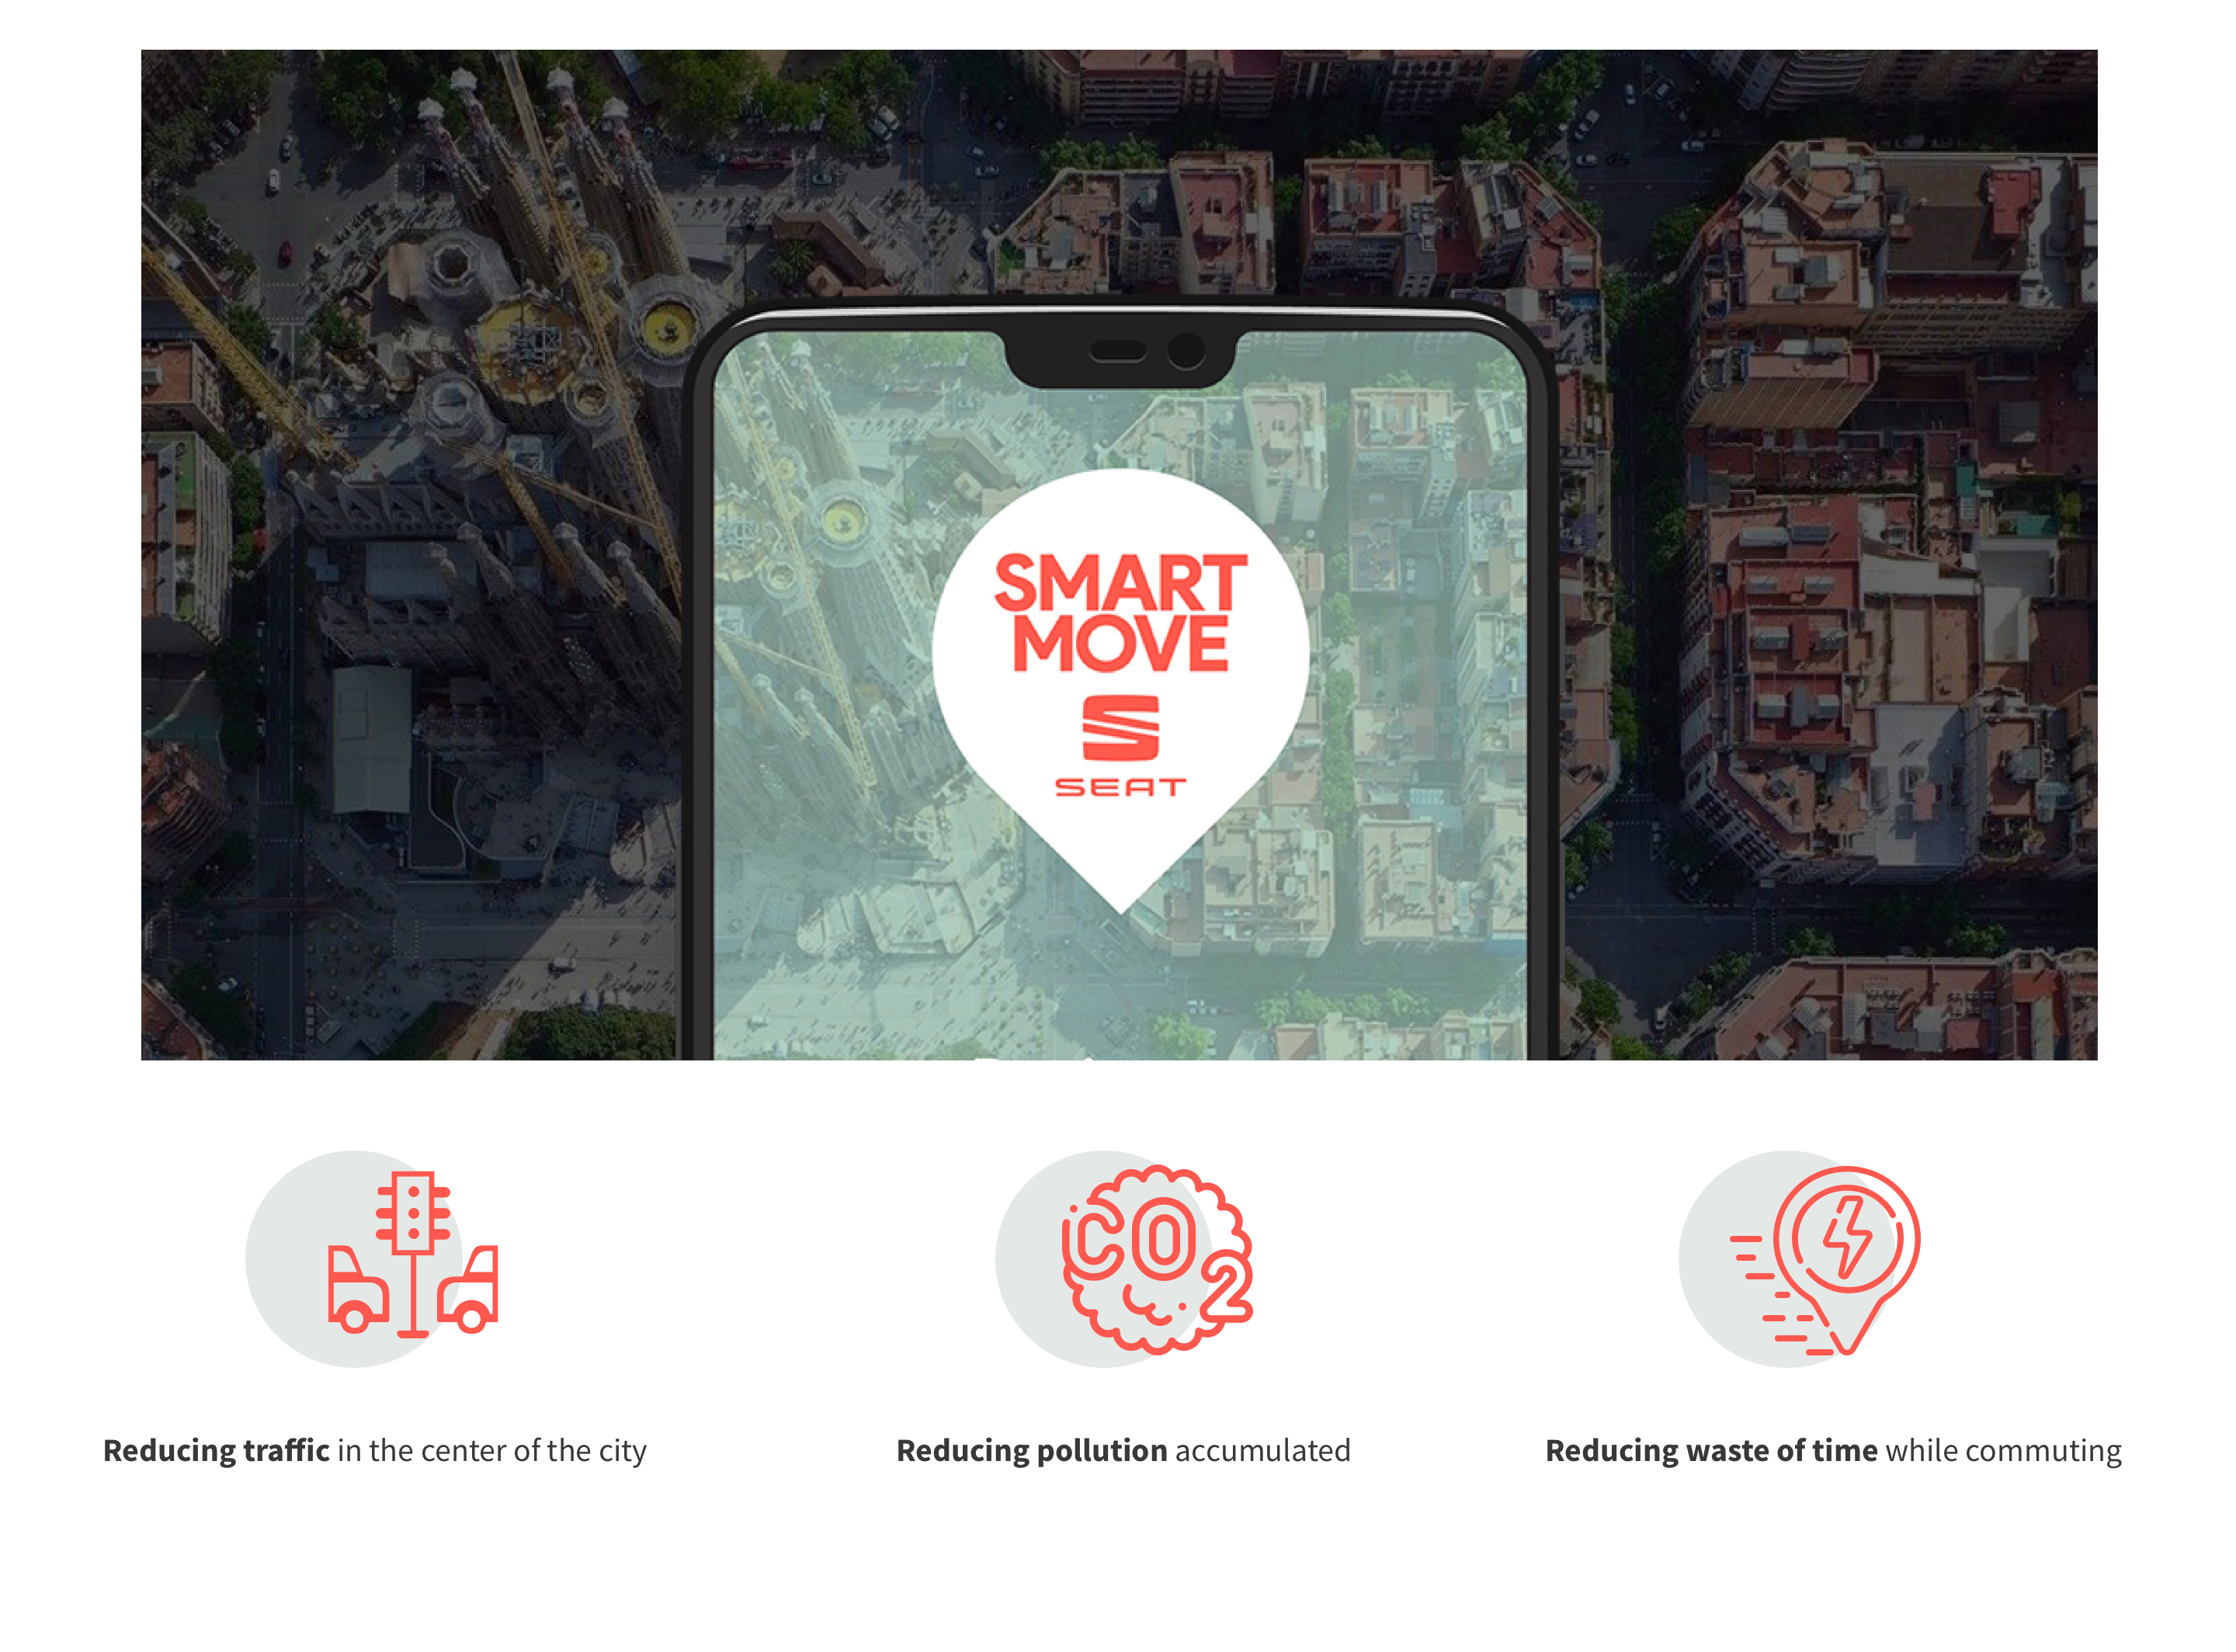 SMART
MOVE
SEAT
CO2
Reducing traffic in the center of the city
Reducing pollution accumulated
Reducing waste of time while commuting